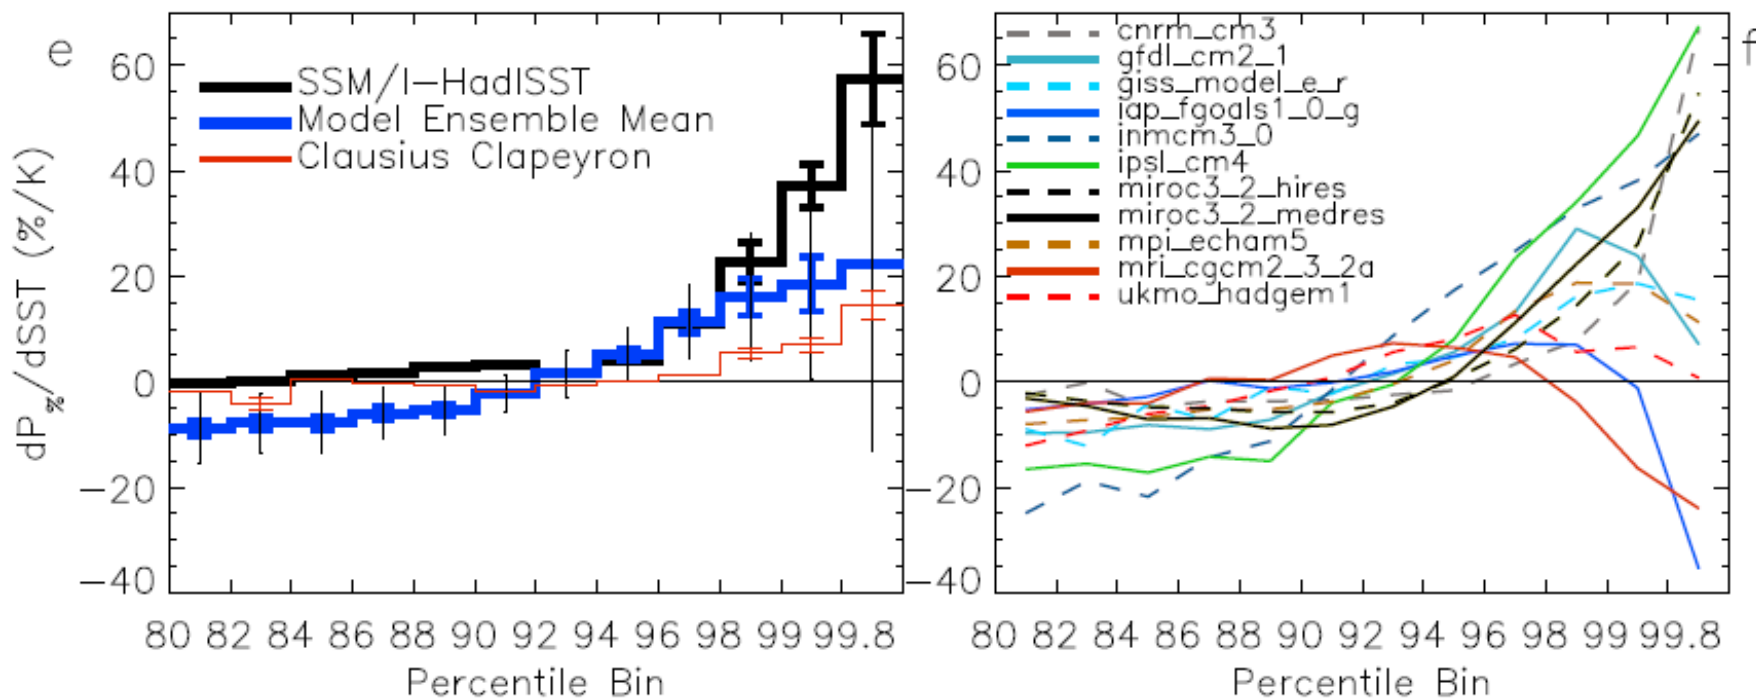 e
SSM/I-HadISST
Model Ensemble Mean
Clausius Clapeyron
dP%/dSST (%/K)
60
40
20
0
-20
-40
80 82 84 86 88 90 92 94 96 98 99 99.8
Percentile Bin
f
cnrm_cm3
gfdl_cm2_1
giss_model_e_r
iap_fgoals1_0_g
inmcm3_0
ipsl_cm4
miroc3_2_hires
miroc3_2_medres
mpi_echam5
mri_cgcm2_3_2a
ukmo_hadgem1
60
40
20
0
-20
-40
80 82 84 86 88 90 92 94 96 98 99 99.8
Percentile Bin